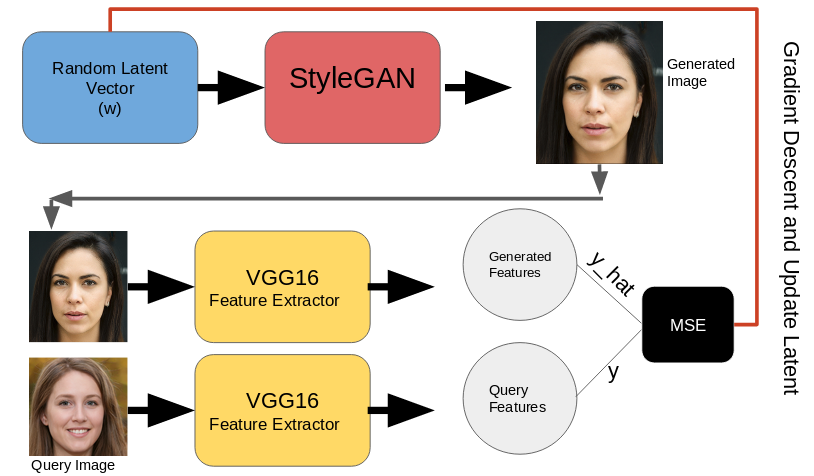 Random Latent
Vector
(w)
StyleGAN
Generated
Image
Gradient Descent and Update Latent
VGG16
Feature Extractor
Generated
Features
y_hat
MSE
VGG16
Feature Extractor
Query
Features
y
Query Image